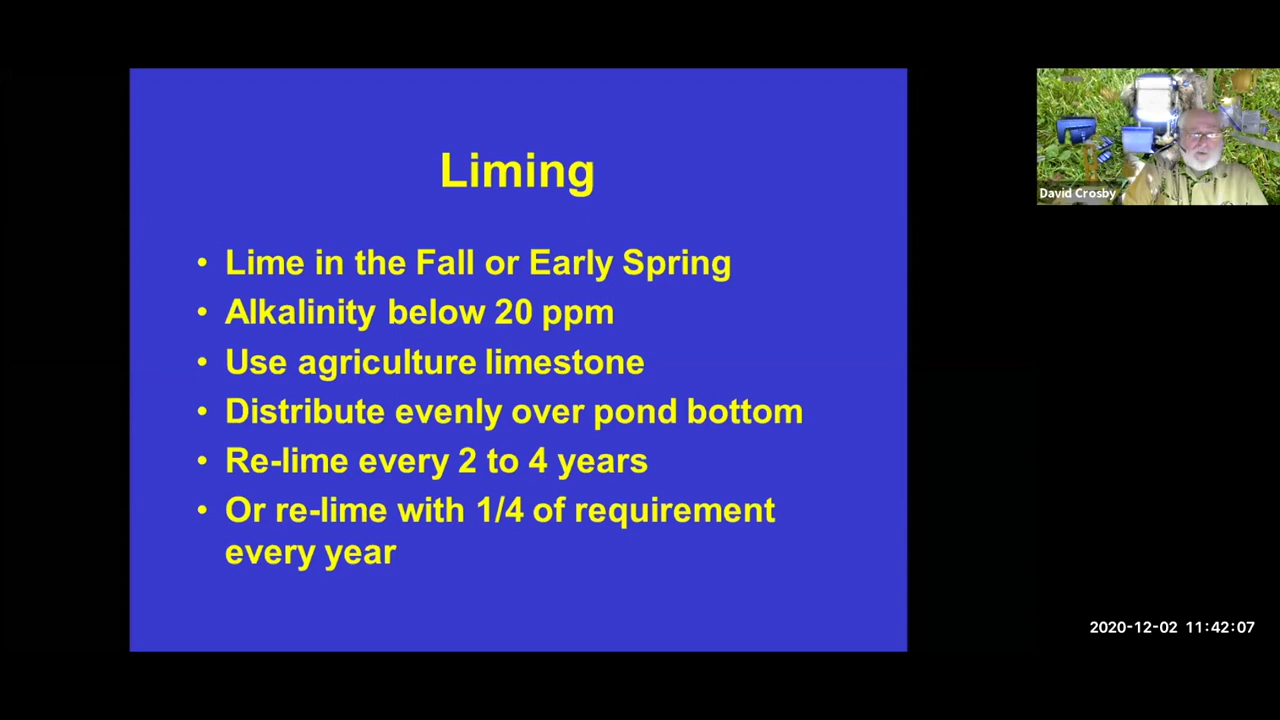 Liming
• Lime in the Fall or Early Spring
• Alkalinity below 20 ppm
• Use agriculture limestone
• Distribute evenly over pond bottom
• Re-lime every 2 to 4 years
• Or re-lime with 1/4 of requirement
every year
David Crosby
2020-12-02 11:42:07